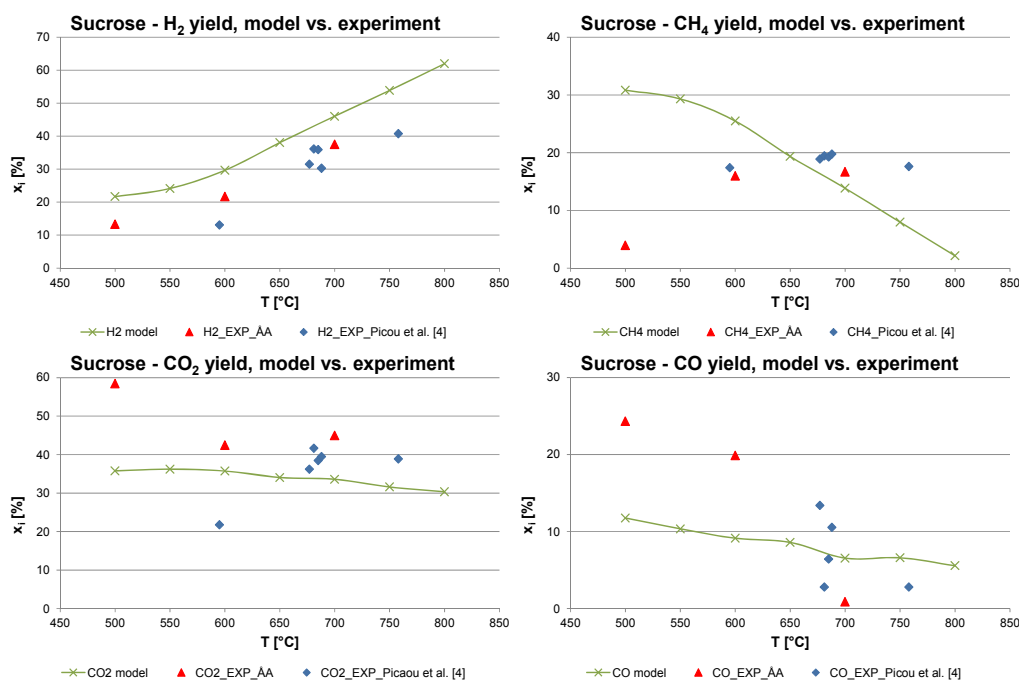 Sucrose - H₂ yield, model vs. experiment
70
60
50
40
30
20
10
0
xᵢ [%]
450 500 550 600 650 700 750 800 850
T [°C]
H2 model H2_EXP_ÅA H2_EXP_Picou et al. [4]
Sucrose - CH₄ yield, model vs. experiment
40
30
20
10
0
xᵢ [%]
450 500 550 600 650 700 750 800 850
T [°C]
CH4 model CH4_EXP_ÅA CH4_Picou et al. [4]
Sucrose - CO₂ yield, model vs. experiment
60
50
40
30
20
10
0
xᵢ [%]
450 500 550 600 650 700 750 800 850
T [°C]
CO2 model CO2_EXP_ÅA CO2_EXP_Picaou et al. [4]
Sucrose - CO yield, model vs. experiment
30
20
10
0
xᵢ [%]
450 500 550 600 650 700 750 800 850
T [°C]
CO model CO_EXP_ÅA CO_EXP_Picou et al. [4]